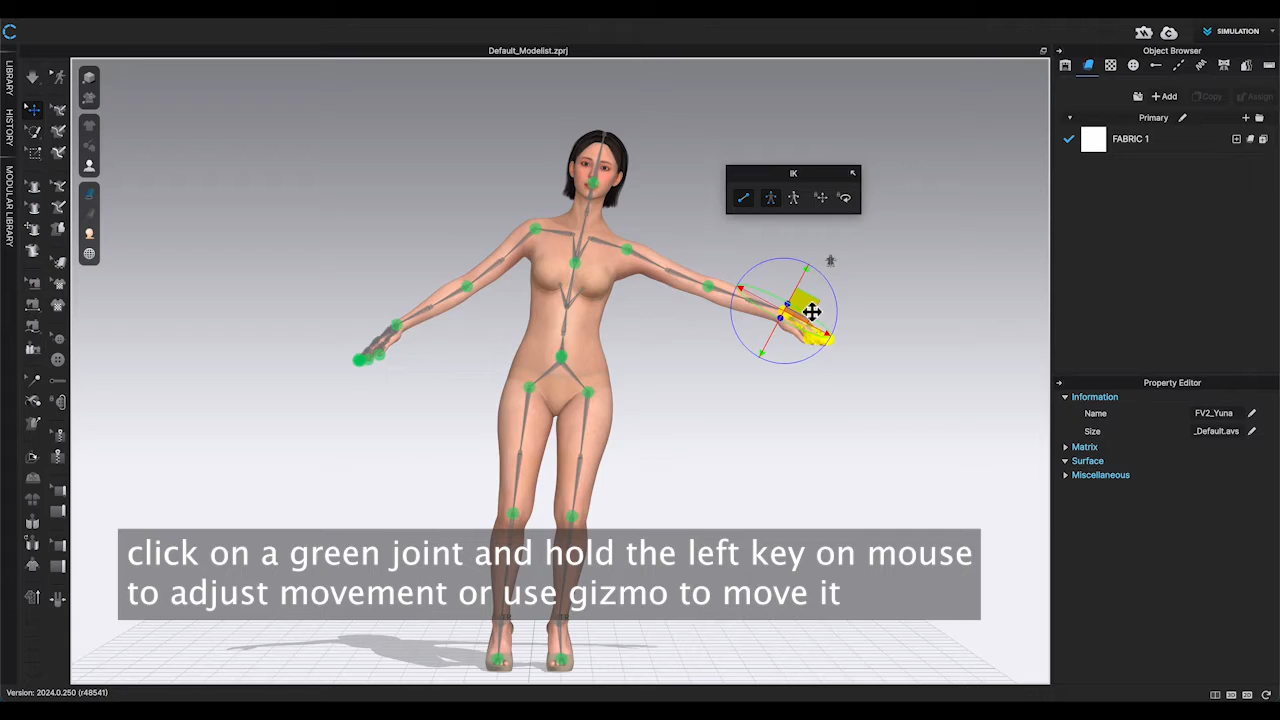 SIMULATION
Default_Modelist.zprj
Object Browser
LIBRARY
HISTORY
MODULAR LIBRARY
Add
Copy
Assign
Primary
FABRIC 1
IK
Property Editor
Information
Name
FV2_Yuna
Size
_Default.avs
Matrix
Surface
Miscellaneous
click on a green joint and hold the left key on mouse
to adjust movement or use gizmo to move it
Version: 2024.0.250 (r48541)
3D
2D